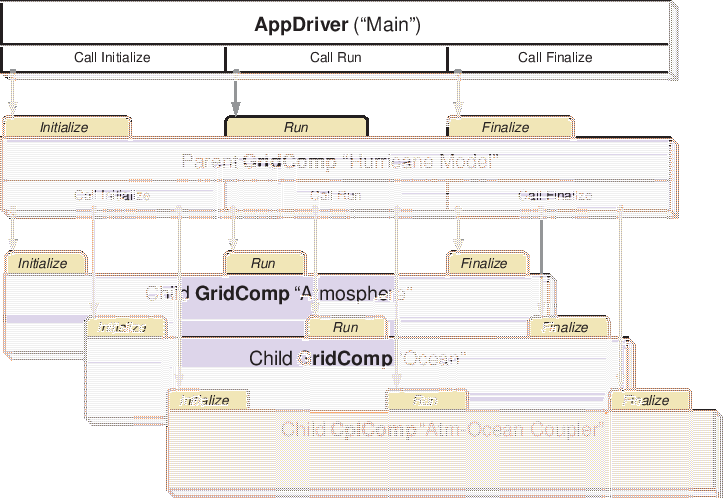 AppDriver (“Main”)
Call Initialize Call Run Call Finalize
Initialize Run Finalize
Parent GridComp “Hurricane Model”
Call Initialize Call Run Call Finalize
Initialize Run Finalize
Child GridComp “Atmosphere”
Initialize Run Finalize
Child GridComp “Ocean”
Initialize Run Finalize
Child CplComp “Atm-Ocean Coupler”